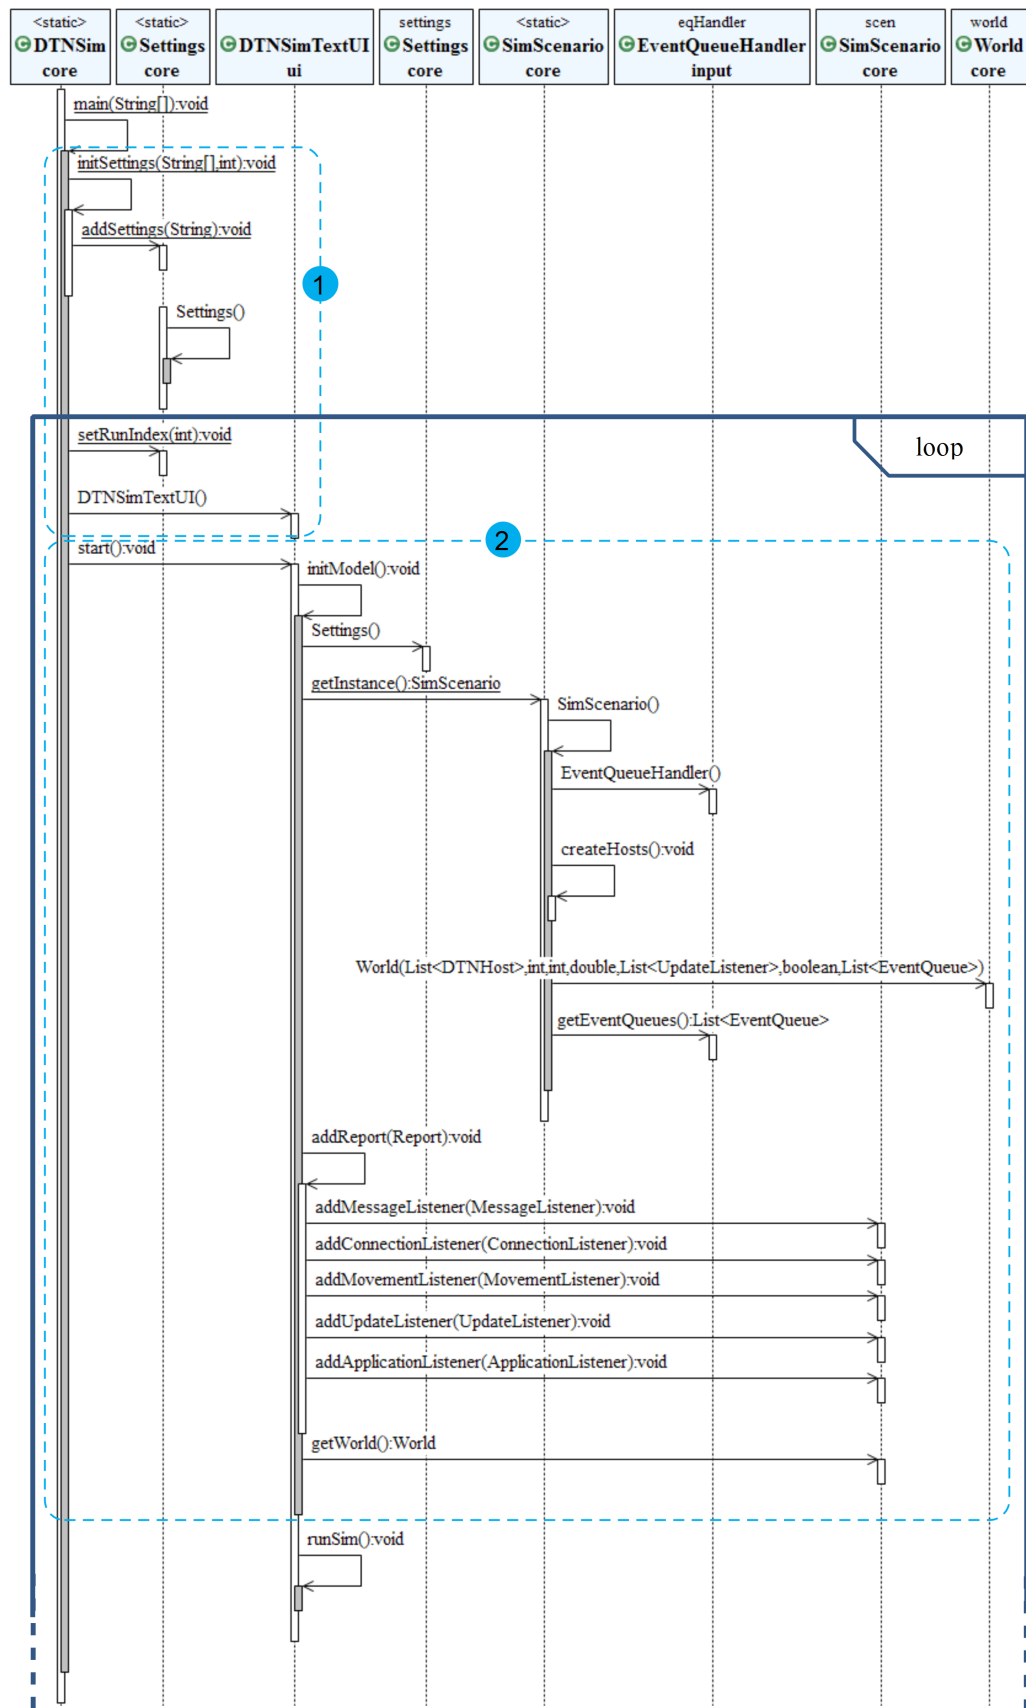 <static>
DTNSim
core
<static>
Settings
core
DTNSimTextUI
ui
settings
Settings
core
<static>
SimScenario
core
eqHandler
EventQueueHandler
input
scen
SimScenario
core
world
World
core
main(String[]):void
initSettings(String[],int):void
addSettings(String):void
1
Settings()
setRunIndex(int):void
loop
DTNSimTextUI()
2
start():void
initModel():void
Settings()
getInstance():SimScenario
SimScenario()
EventQueueHandler()
createHosts():void
World(List<DTNHost>,int,int,double,List<UpdateListener>,boolean,List<EventQueue>)
getEventQueues():List<EventQueue>
addReport(Report):void
addMessageListener(MessageListener):void
addConnectionListener(ConnectionListener):void
addMovementListener(MovementListener):void
addUpdateListener(UpdateListener):void
addApplicationListener(ApplicationListener):void
getWorld():World
runSim():void